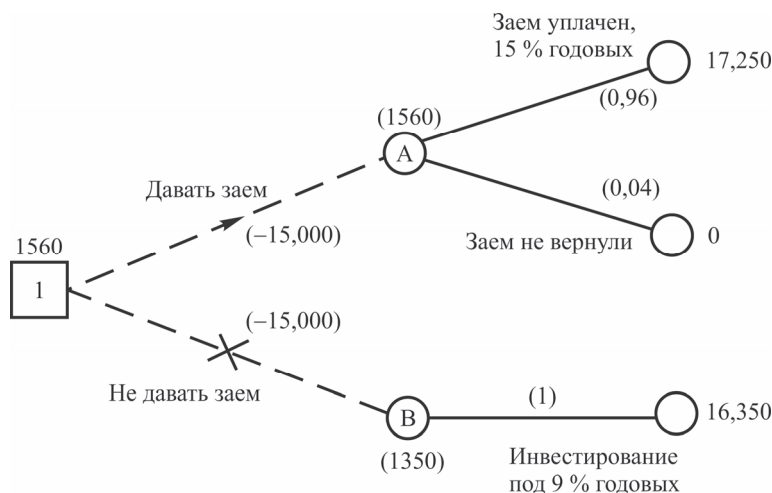 Заем уплачен,
15 % годовых
17,250
(0,96)
(1560)
А
(0,04)
Давать заем
(–15,000)
Заем не вернули
0
1560
1
(–15,000)
Не давать заем
(1)
16,350
В
(1350)
Инвестирование
под 9 % годовых